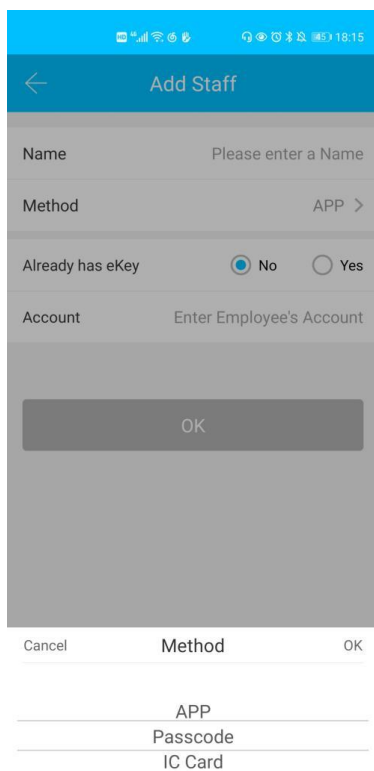 HD 18:15
Add Staff
Name Please enter a Name
Method APP >
Already has eKey No Yes
Account Enter Employee's Account
OK
Cancel Method OK
APP
Passcode
IC Card